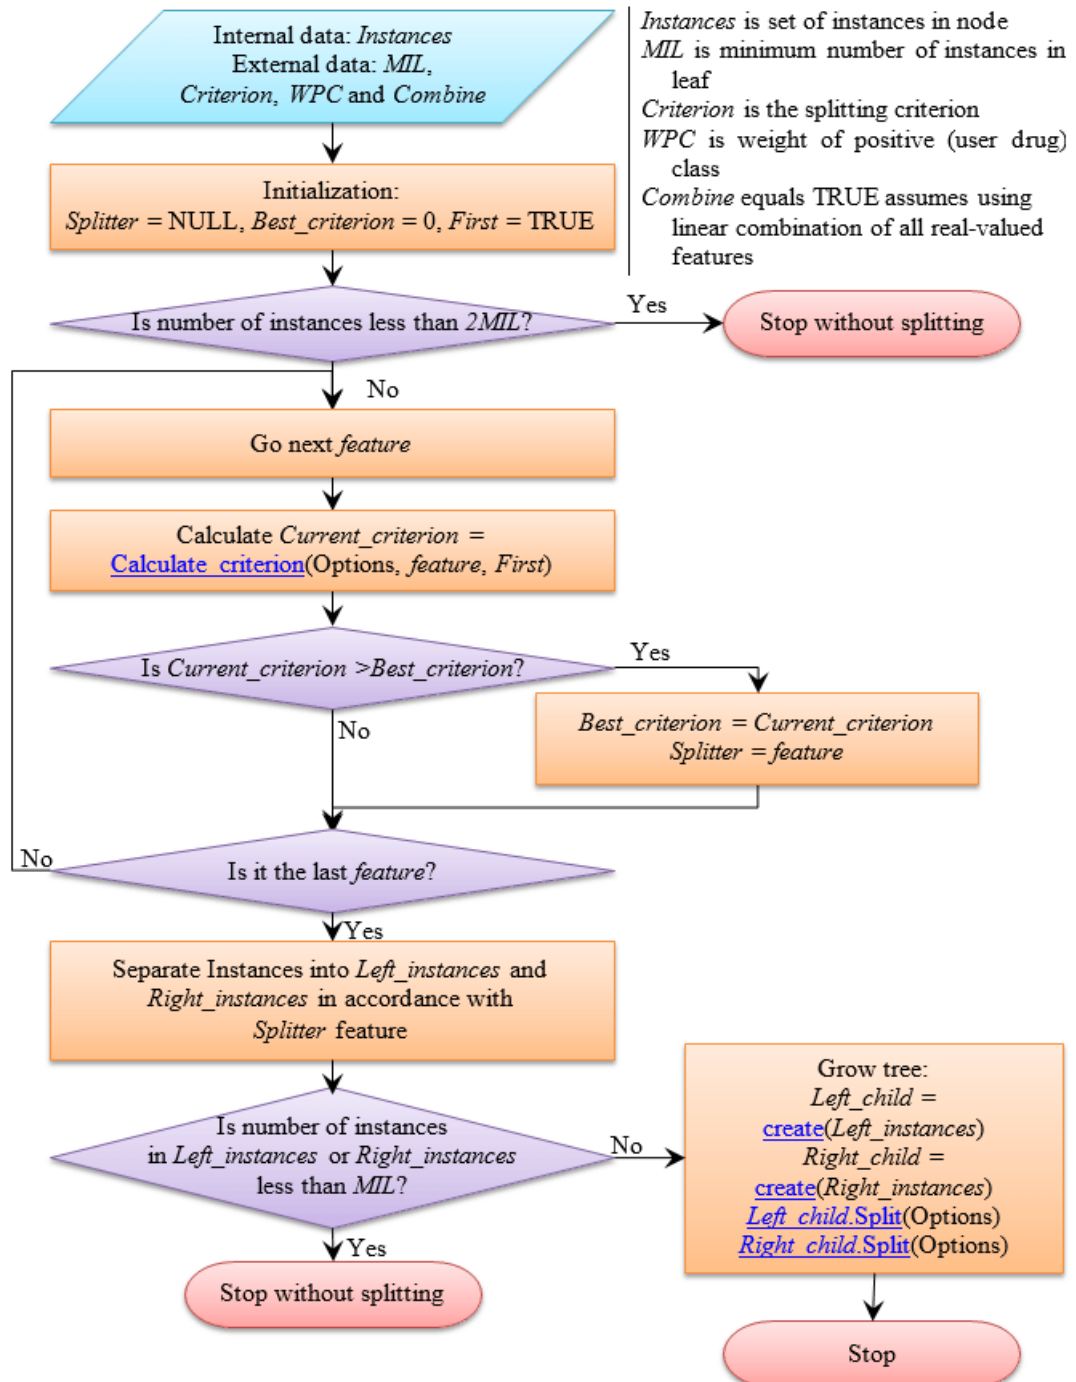 Internal data: Instances
External data: MIL,
Criterion, WPC and Combine
Instances is set of instances in node
MIL is minimum number of instances in
leaf
Criterion is the splitting criterion
WPC is weight of positive (user drug)
class
Combine equals TRUE assumes using
linear combination of all real-valued
features
Initialization:
Splitter = NULL, Best_criterion = 0, First = TRUE
Is number of instances less than 2MIL?
Yes
Stop without splitting
No
Go next feature
Calculate Current_criterion =
Calculate_criterion(Options, feature, First)
Is Current_criterion >Best_criterion?
Yes
Best_criterion = Current_criterion
Splitter = feature
No
Is it the last feature?
No
Yes
Separate Instances into Left_instances and
Right_instances in accordance with
Splitter feature
Is number of instances
in Left_instances or Right_instances
less than MIL?
No
Grow tree:
Left_child =
create(Left_instances)
Right_child =
create(Right_instances)
Left_child.Split(Options)
Right_child.Split(Options)
Yes
Stop without splitting
Stop